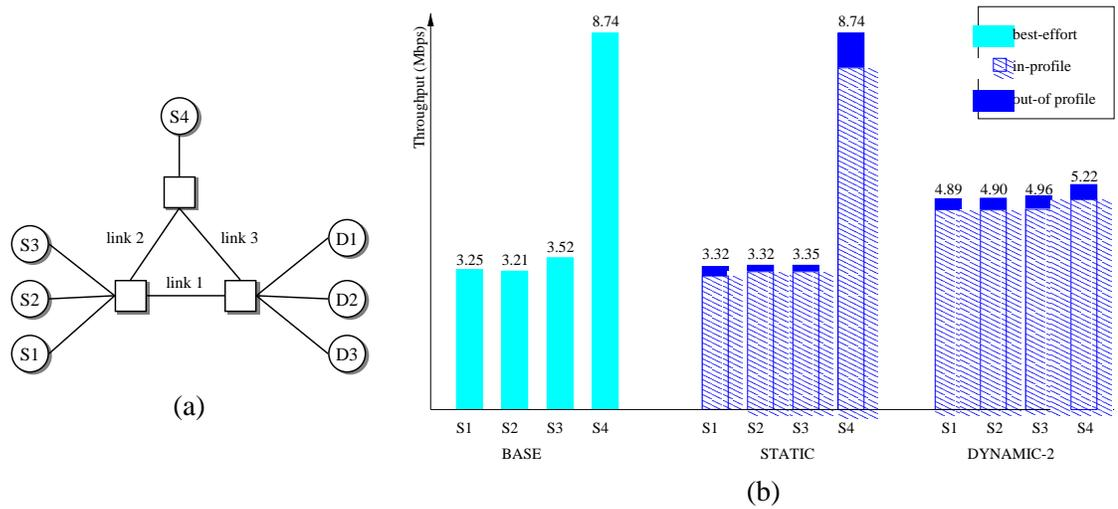 S4
link 2
link 3
S3
D1
link 1
S2
D2
S1
D3
(a)
Throughput (Mbps)
3.25
3.21
3.52
8.74
S1
S2
S3
S4
BASE
3.32
3.32
3.35
8.74
S1
S2
S3
S4
STATIC
4.89
4.90
4.96
5.22
S1
S2
S3
S4
DYNAMIC-2
best-effort
in-profile
out-of profile
(b)